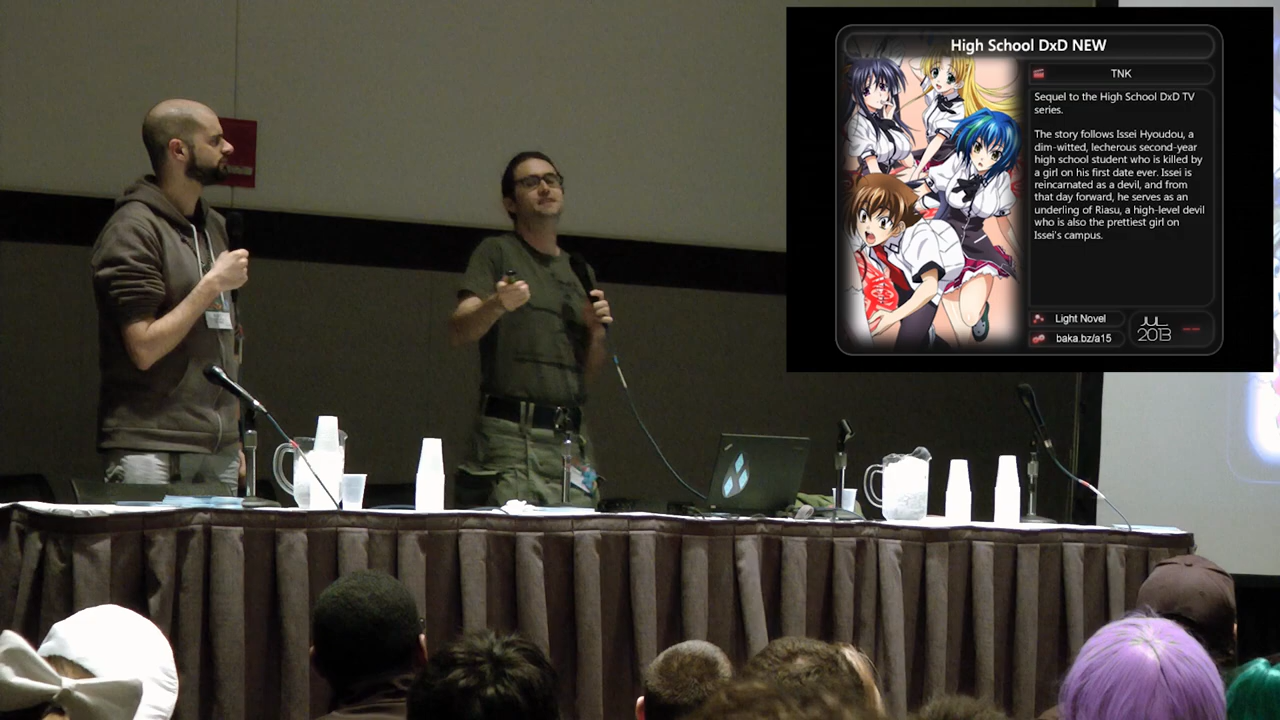 High School DxD NEW
TNK
Sequel to the High School DxD TV
series.
The story follows Issei Hyoudou, a
dim-witted, lecherous second-year
high school student who is killed by
a girl on his first date ever. Issei is
reincarnated as a devil, and from
that day forward, he serves as an
underling of Riasu, a high-level devil
who is also the prettiest girl on
Issei's campus.
Light Novel
baka.bz/a15
JUL
2013